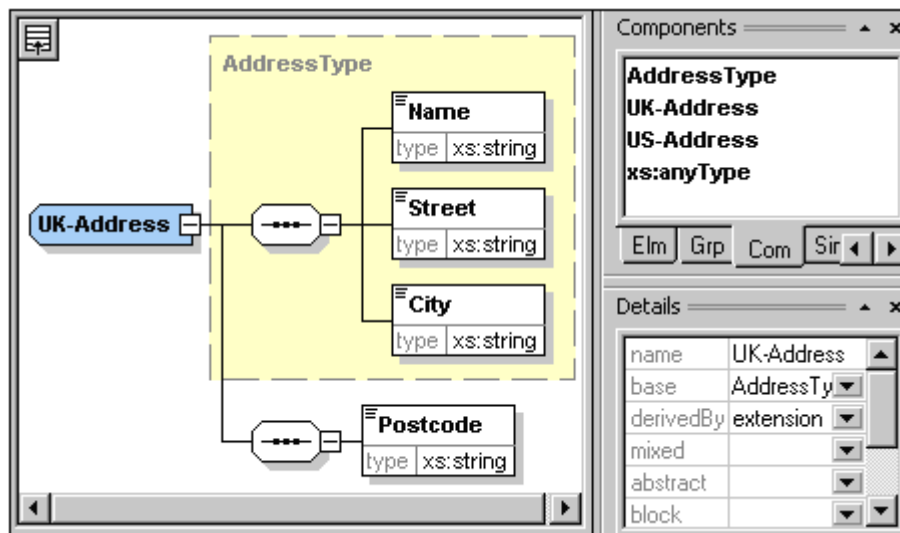 AddressType
Name
type xs:string
Street
type xs:string
UK-Address
City
type xs:string
Postcode
type xs:string
Components
AddressType
UK-Address
US-Address
xs:anyType
Elm Grp Com Sir
Details
name UK-Address
base AddressTy
derivedBy extension
mixed
abstract
block